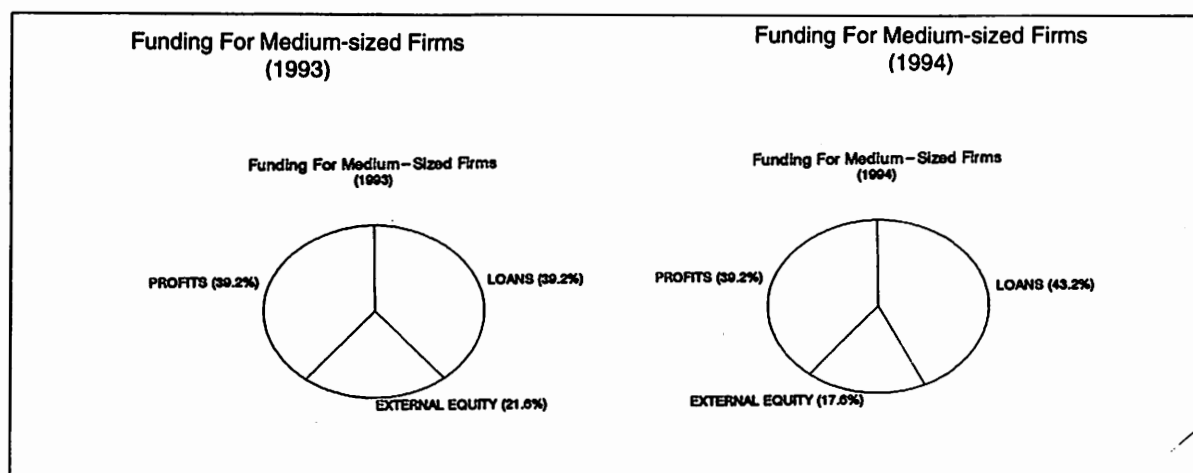 Funding For Medium-sized Firms
(1993)
Funding For Medium-Sized Firms
(1993)
PROFITS (39.2%)
LOANS (39.2%)
EXTERNAL EQUITY (21.6%)
Funding For Medium-sized Firms
(1994)
Funding For Medium-Sized Firms
(1994)
PROFITS (39.2%)
LOANS (43.2%)
EXTERNAL EQUITY (17.6%)